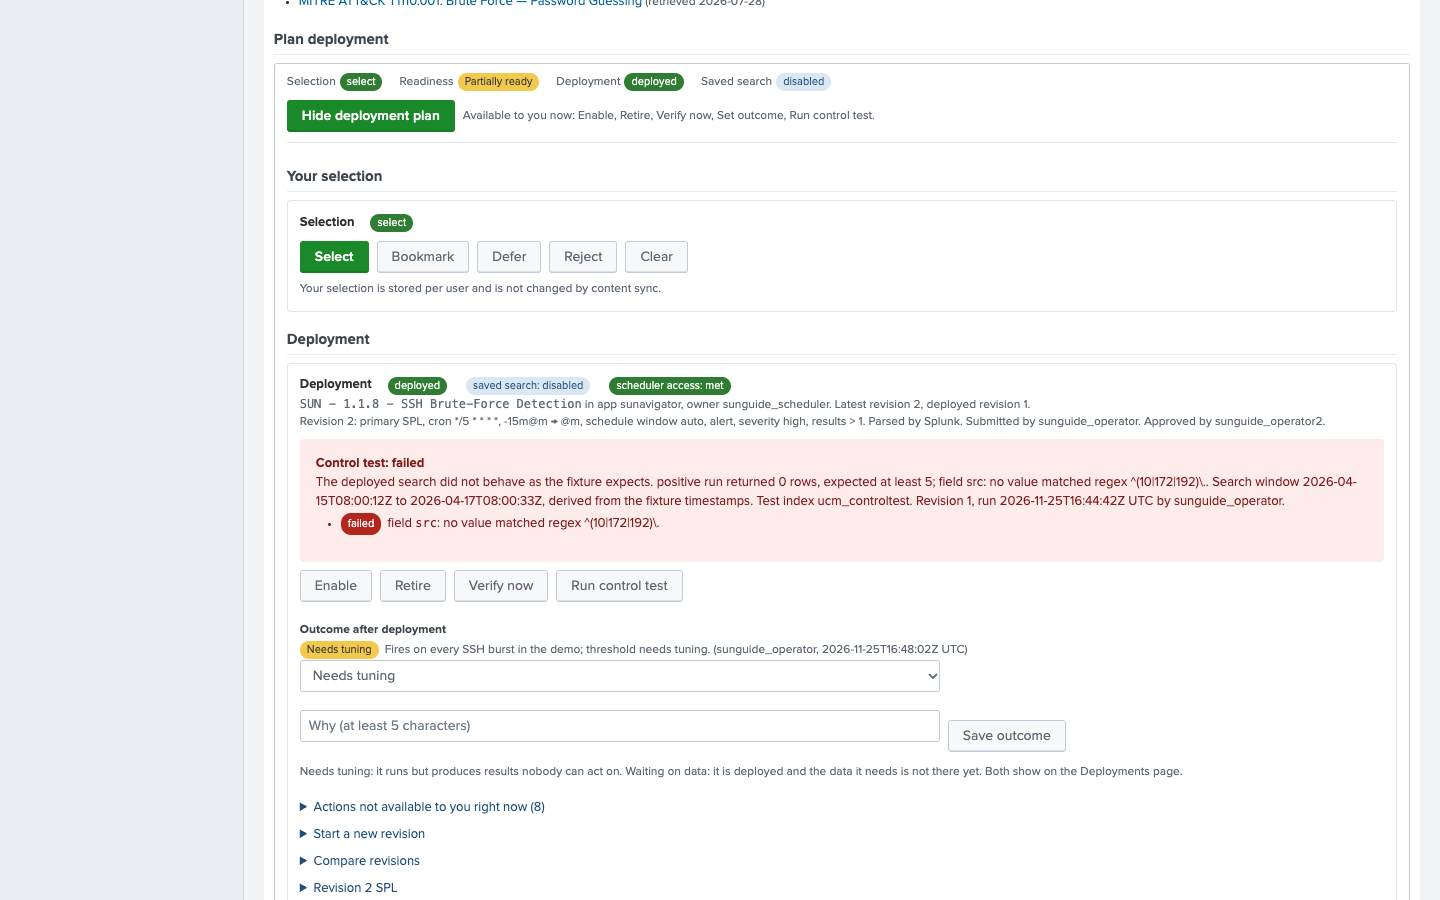 MITRE ATT&CK T1110.001: Brute Force — Password Guessing (retrieved 2026-07-28)
Plan deployment
Selection select Readiness Partially ready Deployment deployed Saved search disabled
Hide deployment plan Available to you now: Enable, Retire, Verify now, Set outcome, Run control test.
Your selection
Selection select
Select Bookmark Defer Reject Clear
Your selection is stored per user and is not changed by content sync.
Deployment
Deployment deployed saved search: disabled scheduler access: met
SUN - 1.1.8 - SSH Brute-Force Detection in app sunavigator, owner sunguide_scheduler. Latest revision 2, deployed revision 1.
Revision 2: primary SPL, cron */5 * * * *, -15m@m → @m, schedule window auto, alert, severity high, results > 1. Parsed by Splunk. Submitted by sunguide_operator. Approved by sunguide_operator2.
Control test: failed
The deployed search did not behave as the fixture expects. positive run returned 0 rows, expected at least 5; field src: no value matched regex ^(10|172|192)\.. Search window 2026-04-
15T08:00:12Z to 2026-04-17T08:00:33Z, derived from the fixture timestamps. Test index ucm_controltest. Revision 1, run 2026-11-25T16:44:42Z UTC by sunguide_operator.
failed field src: no value matched regex ^(10|172|192)\.
Enable Retire Verify now Run control test
Outcome after deployment
Needs tuning Fires on every SSH burst in the demo; threshold needs tuning. (sunguide_operator, 2026-11-25T16:48:02Z UTC)
Needs tuning
Why (at least 5 characters) Save outcome
Needs tuning: it runs but produces results nobody can act on. Waiting on data: it is deployed and the data it needs is not there yet. Both show on the Deployments page.
Actions not available to you right now (8)
Start a new revision
Compare revisions
Revision 2 SPL